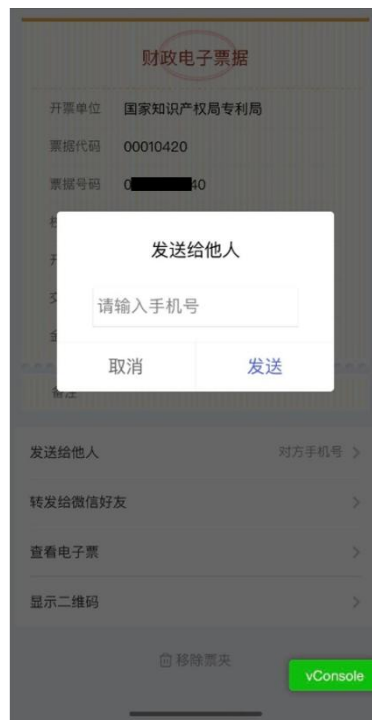 财政电子票据
开票单位 国家知识产权局专利局
票据代码 00010420
票据号码 0 40
发送给他人
请输入手机号
取消 发送
备注
发送给他人 对方手机号
转发给微信好友
查看电子票
显示二维码
移除票夹
vConsole